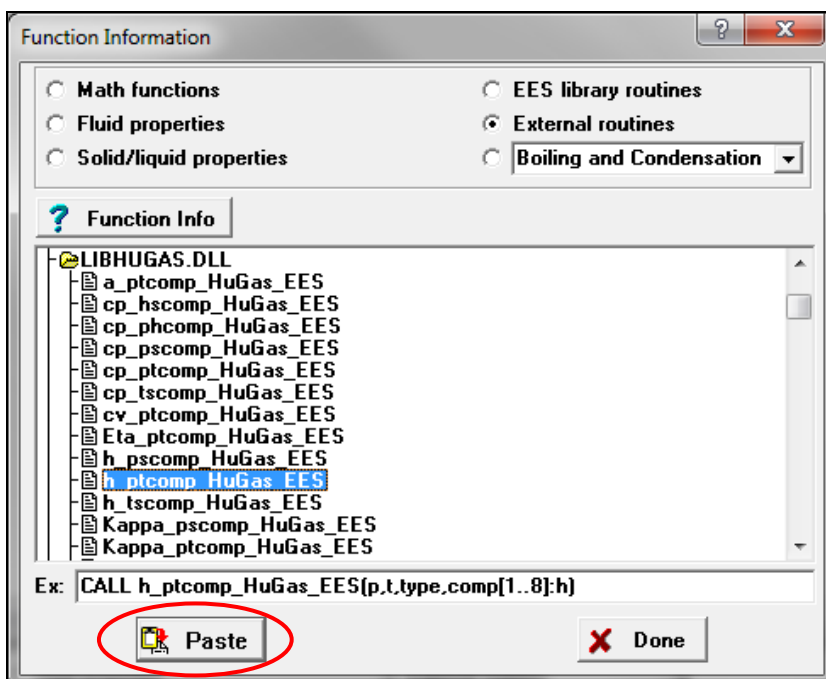 Function Information
Math functions
EES library routines
Fluid properties
External routines
Solid/liquid properties
Boiling and Condensation
? Function Info
LIBHUGAS.DLL
a_ptcomp_HuGas_EES
cp_hscomp_HuGas_EES
cp_phcomp_HuGas_EES
cp_pscomp_HuGas_EES
cp_ptcomp_HuGas_EES
cp_tscomp_HuGas_EES
cv_ptcomp_HuGas_EES
Eta_ptcomp_HuGas_EES
h_pscomp_HuGas_EES
h_ptcomp_HuGas_EES
h_tscomp_HuGas_EES
Kappa_pscomp_HuGas_EES
Kappa_ptcomp_HuGas_EES
Ex: CALL h_ptcomp_HuGas_EES(p,t,type,comp[1..8]:h)
Paste
Done